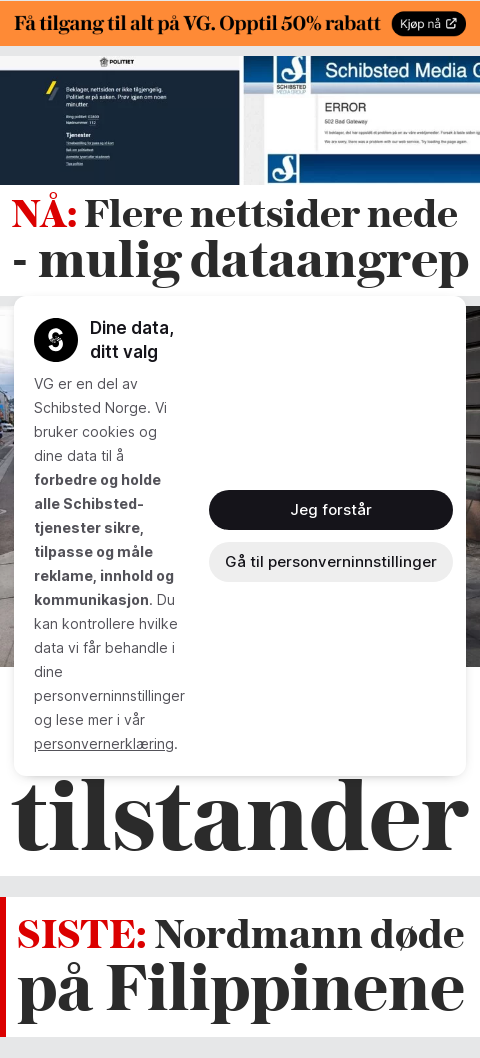 Få tilgang til alt på VG. Opptil 50% rabatt
Kjøp nå
POLITIET
Beklager, nettsiden er ikke tilgjengelig.
Politiet er på saken. Prøv igjen om noen
minutter
Tjenester
SCHIBSTED
MEDIA GROUP
Schibsted Media G
ERROR
502 Bad Gateway
NÅ: Flere nettsider nede
- mulig dataangrep
Dine data,
ditt valg
VG er en del av
Schibsted Norge. Vi
bruker cookies og
dine data til å
forbedre og holde
alle Schibsted-
tjenester sikre,
tilpasse og måle
reklame, innhold og
kommunikasjon. Du
kan kontrollere hvilke
data vi får behandle i
dine
personverninnstillinger
og lese mer i vår
personvernerklæring.
Jeg forstår
Gå til personverninnstillinger
tilstander
SISTE: Nordmann døde
på Filippinene